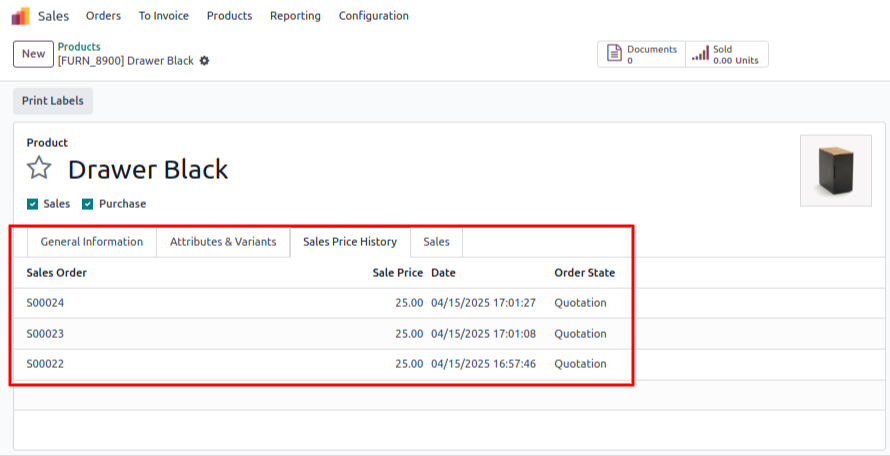 Sales Orders To Invoice Products Reporting Configuration
New Products Documents Sold
[FURN_8900] Drawer Black 0 0.00 Units
Print Labels
Product
Drawer Black
Sales Purchase
General Information Attributes & Variants Sales Price History Sales
Sales Order Sale Price Date Order State
S00024 25.00 04/15/2025 17:01:27 Quotation
S00023 25.00 04/15/2025 17:01:08 Quotation
S00022 25.00 04/15/2025 16:57:46 Quotation